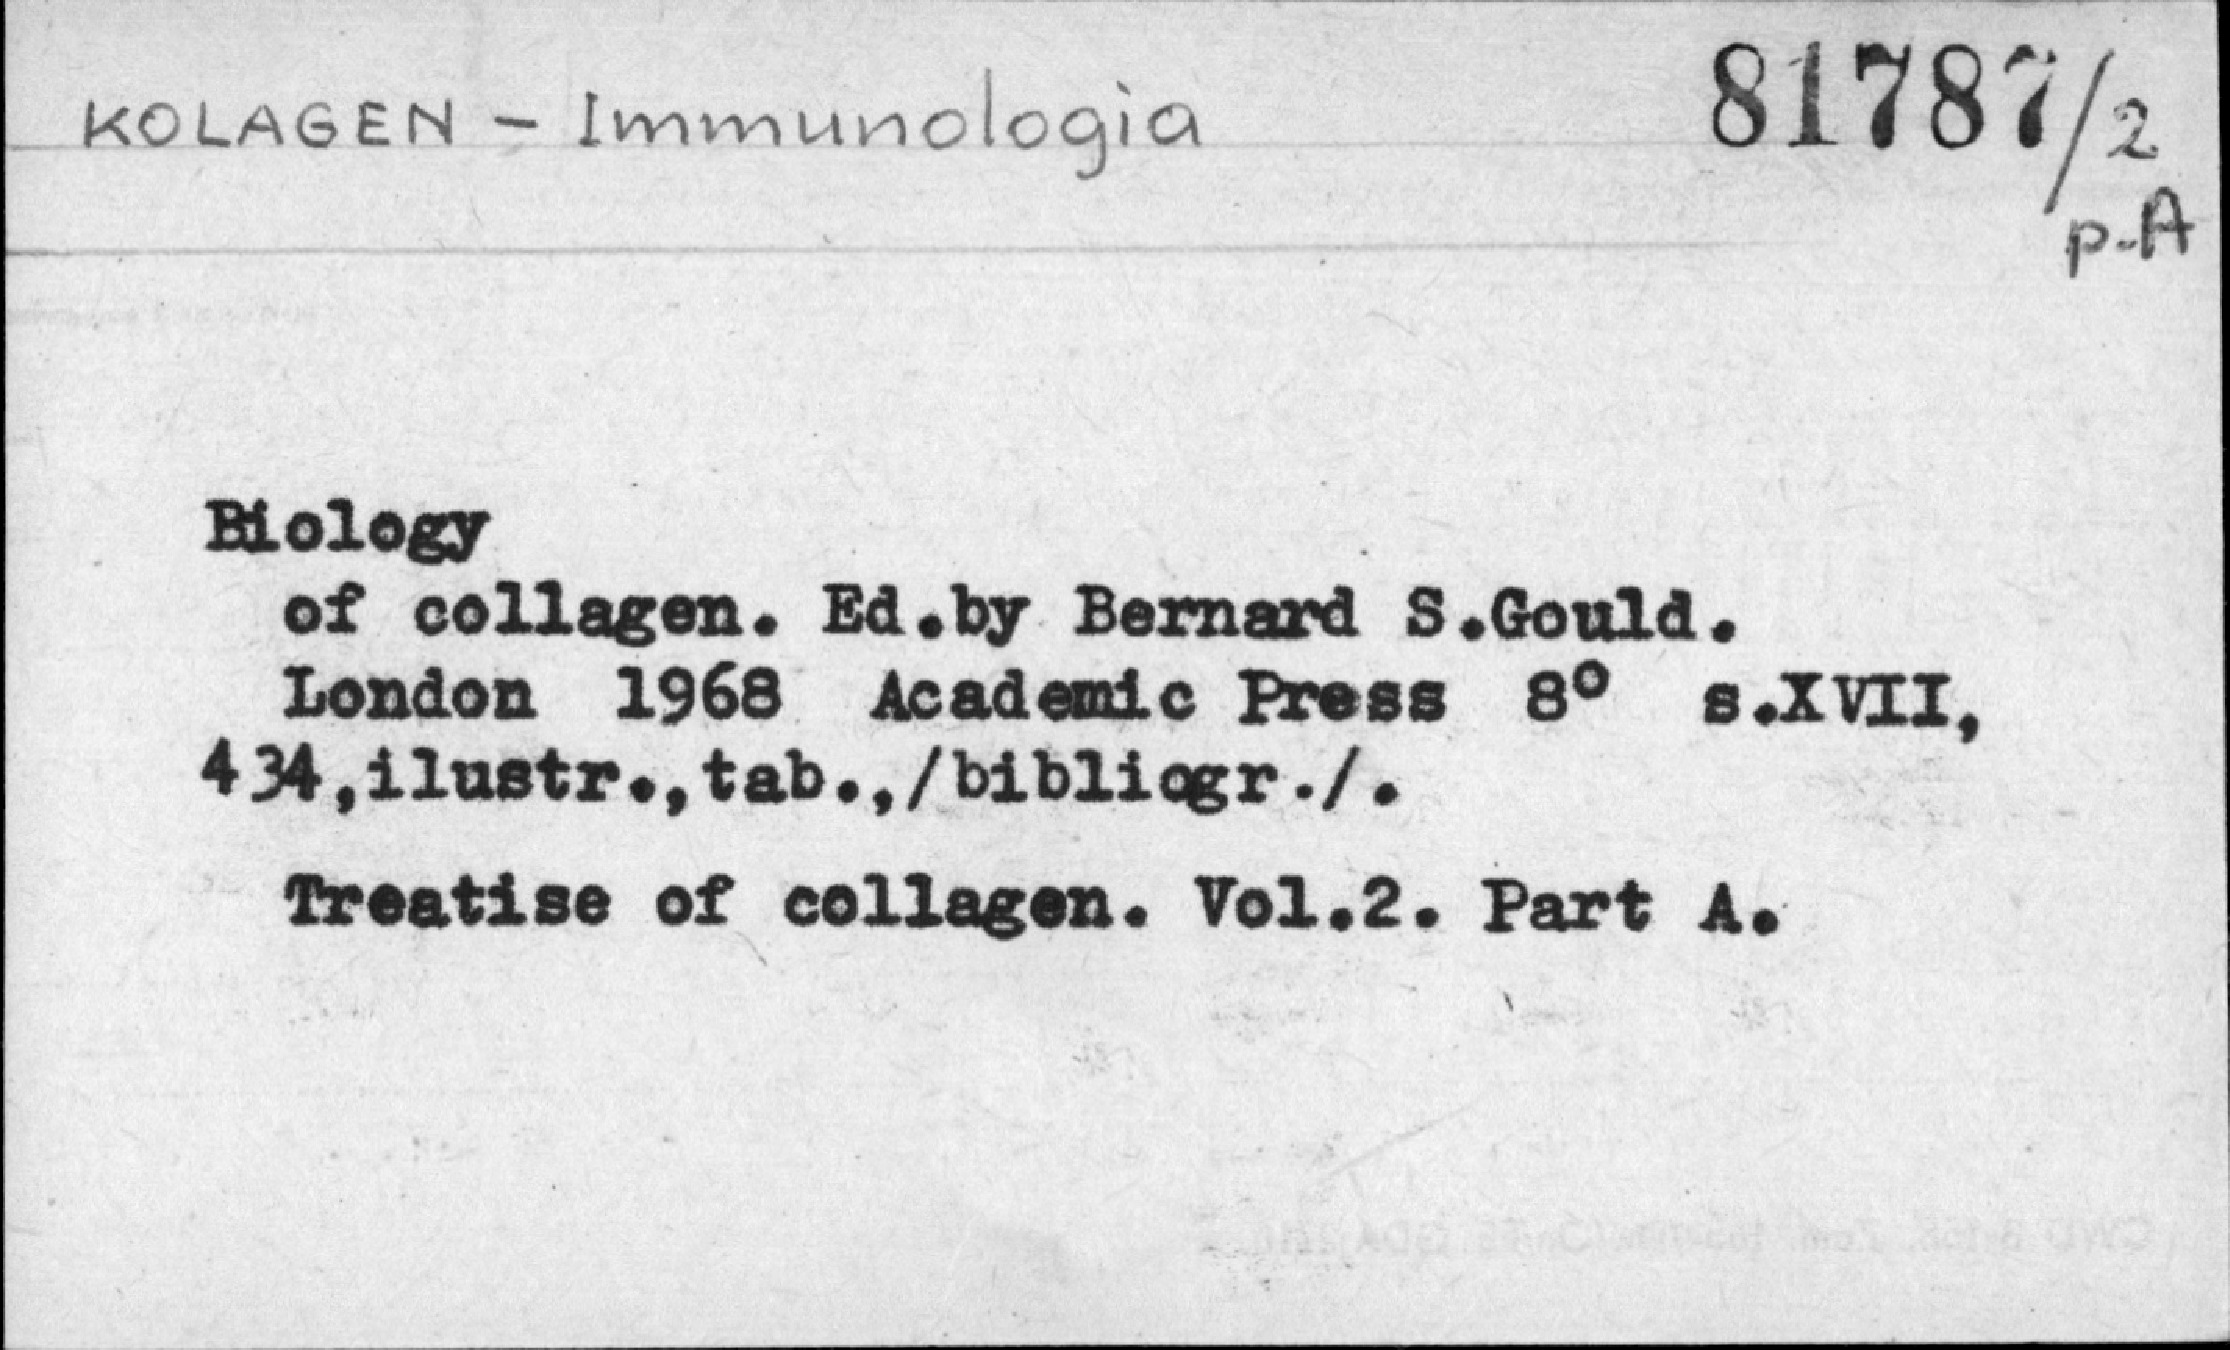 KOLAGEN - Immunologia
81787/2
p.A
Biology
of collagen. Ed.by Bernard S.Gould.
London 1968 Academic Press 8° s.XVII,
434,ilustr.,tab.,/bibliogr./.
Treatise of collagen. Vol.2. Part A.